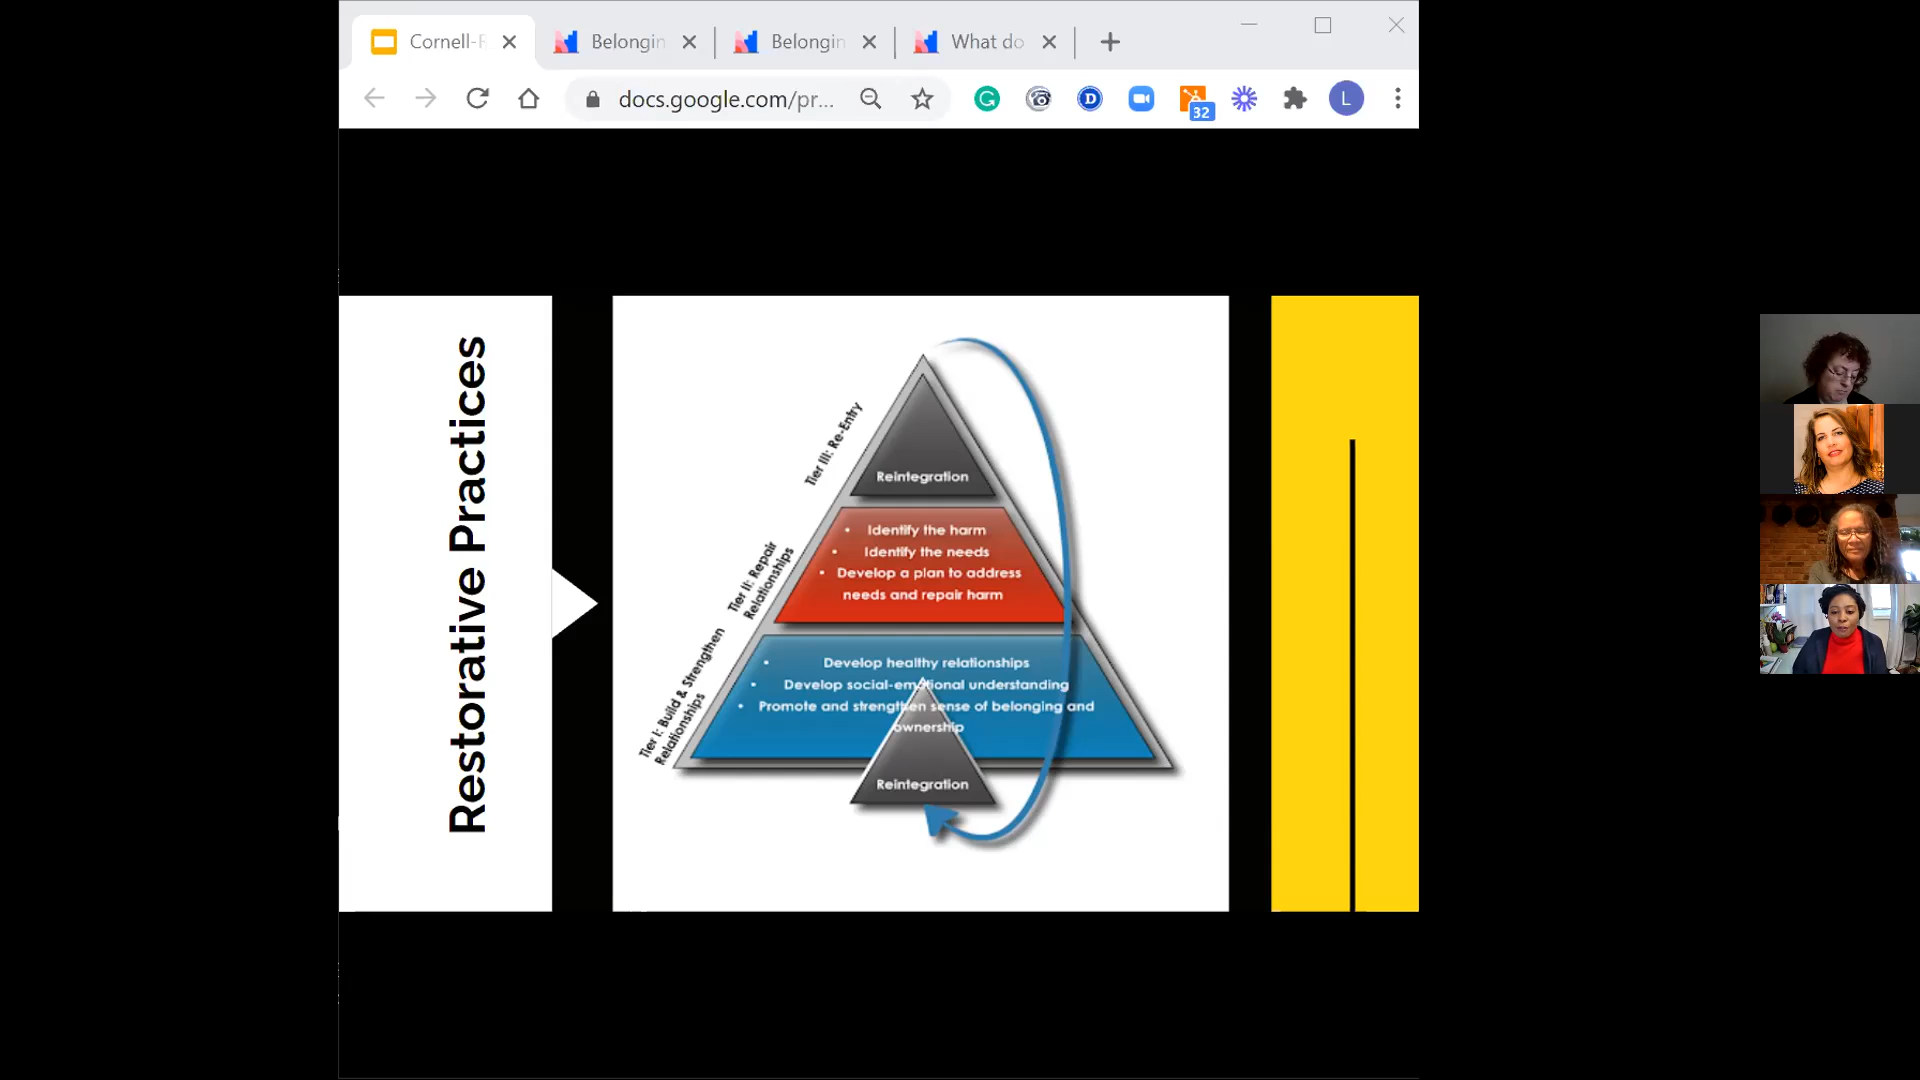 Cornell-R
Belongin
Belongin
What do
docs.google.com/pr...
32
L
Restorative Practices
Tier III: Re-Entry
Reintegration
Tier II: Repair
Relationships
• Identify the harm
• Identify the needs
• Develop a plan to address
needs and repair harm
Tier I: Build & Strengthen
Relationships
• Develop healthy relationships
• Develop social-emotional understanding
• Promote and strengthen sense of belonging and
ownership
Reintegration